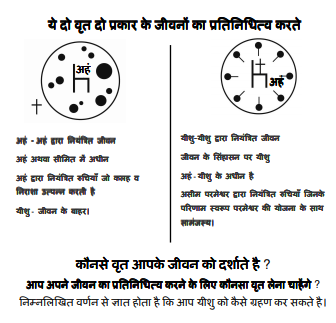 ये दो वृत दो प्रकार के जीवनों का प्रतिनिधित्व करते
अहं
अहं - अहं द्वारा नियंत्रित जीवन
अहं अथवा सीमित में अधीन
अहं द्वारा नियंत्रित रुचियाँ जो कलह व
निराशा उत्पन्न करती है
यीशु - जीवन के बाहर।
अहं
यीशु-यीशु द्वारा नियंत्रित जीवन
जीवन के सिंहासन पर यीशु
अहं - यीशु के अधीन है
असीम परमेश्वर द्वारा नियंत्रित रुचियाँ जिनके
परिणाम स्वरुप परमेश्वर की योजना के साथ
सामंजस्य।
कौनसे वृत आपके जीवन को दर्शाते है ?
आप अपने जीवन का प्रतिनिधित्व करने के लिए कौनसा वृत लेना चाहेंगे ?
निम्नलिखित वर्णन से ज्ञात होता है कि आप यीशु को कैसे ग्रहण कर सकते है।